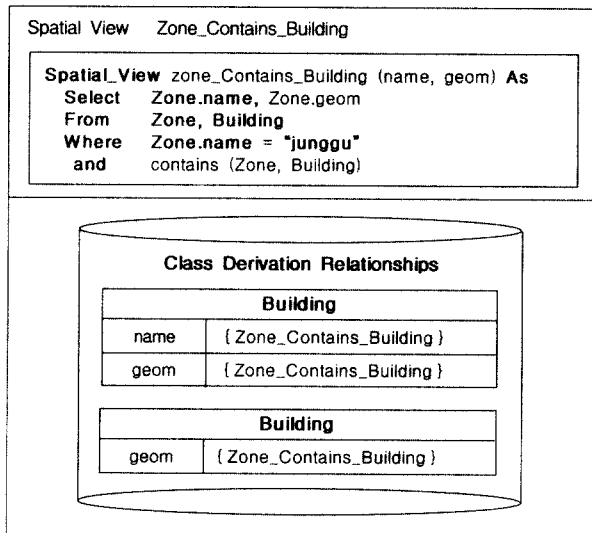 Spatial View Zone_Contains_Building
Spatial_View zone_Contains_Building (name, geom) As
Select Zone.name, Zone.geom
From Zone, Building
Where Zone.name = "junggu"
and contains (Zone, Building)
Class Derivation Relationships
Building
name { Zone_Contains_Building }
geom { Zone_Contains_Building }
Building
geom { Zone_Contains_Building }